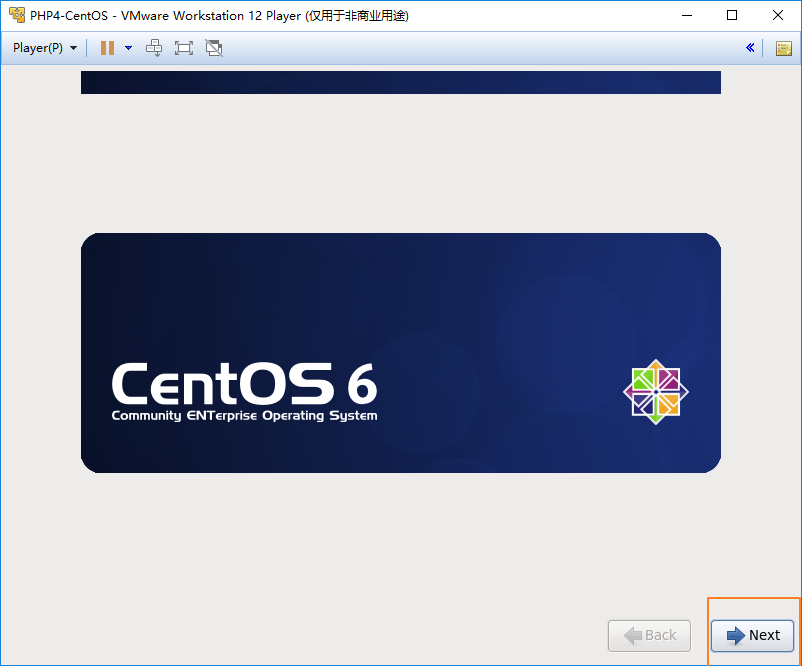 PHP4-CentOS - VMware Workstation 12 Player (仅用于非商业用途)
Player(P)
CentOS 6
Community ENTerprise Operating System
Back
Next